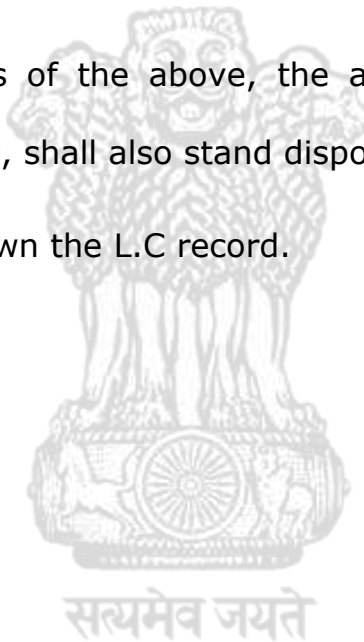 s of the above, the a
, shall also stand dispo
wn the L.C record.
सत्यमेव जयते